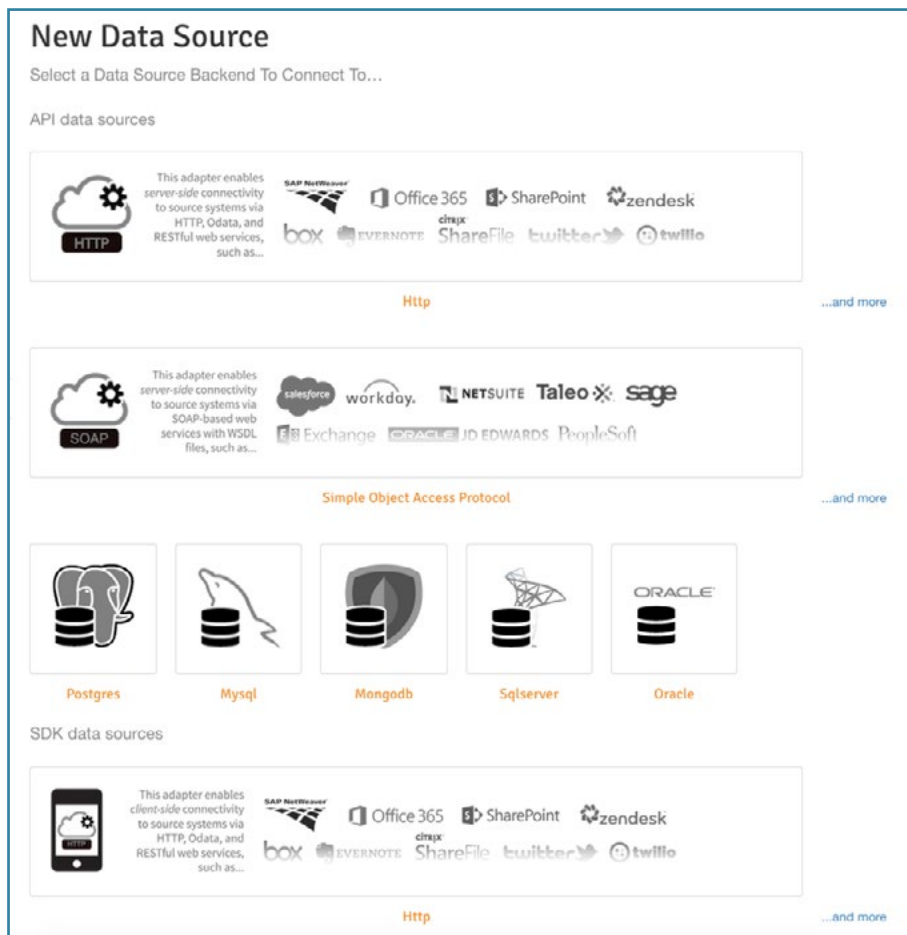 New Data Source
Select a Data Source Backend To Connect To…
API data sources
HTTP
This adapter enables
server-side connectivity
to source systems via
HTTP, Odata, and
RESTful web services,
such as...
SAP NetWeaver
Office 365
SharePoint
zendesk
box
EVERNOTE
CITRIX
ShareFile
twitter
twilio
Http
...and more
SOAP
This adapter enables
server-side connectivity
to source systems via
SOAP-based web
services with WSDL
files, such as...
salesforce
workday.
NETSUITE
Taleo
sage
Exchange
ORACLE JD EDWARDS
PeopleSoft
Simple Object Access Protocol
...and more
ORACLE
Postgres
Mysql
Mongodb
Sqlserver
Oracle
SDK data sources
HTTP
This adapter enables
client-side connectivity
to source systems via
HTTP, Odata, and
RESTful web services,
such as...
SAP NetWeaver
Office 365
SharePoint
zendesk
box
EVERNOTE
CITRIX
ShareFile
twitter
twilio
Http
...and more